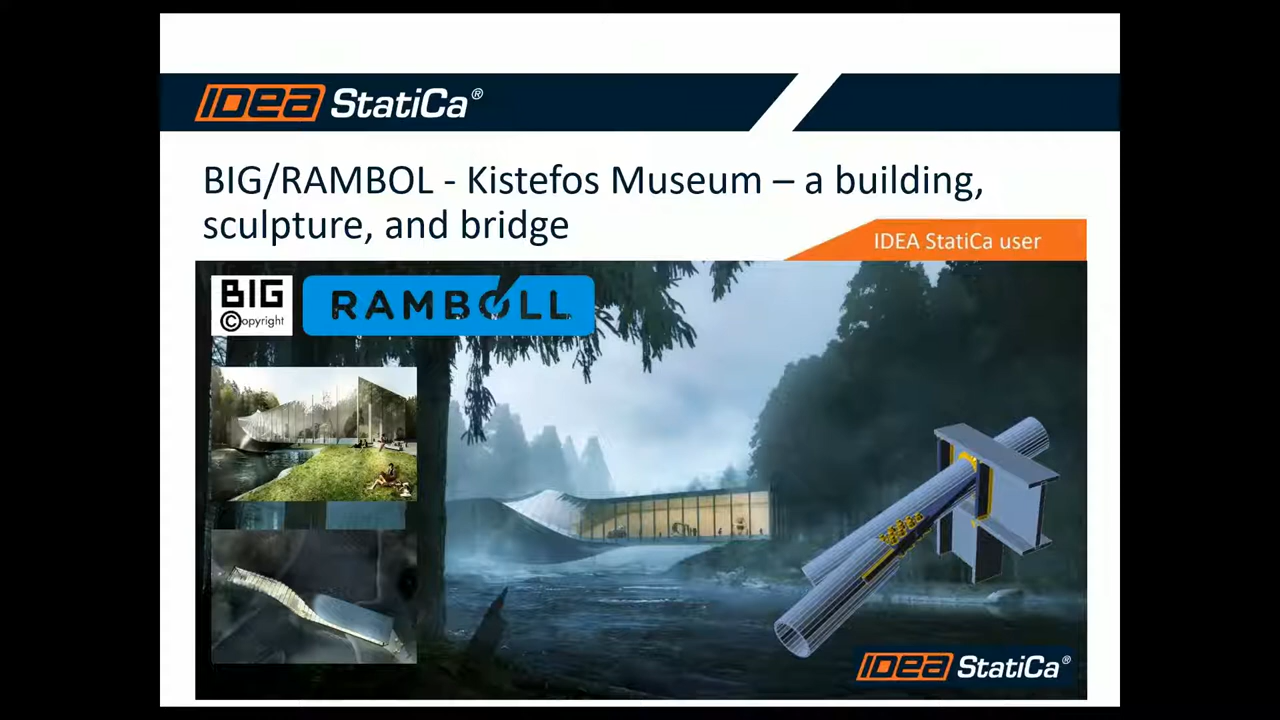 IDEA StatiCa®
BIG/RAMBOL - Kistefos Museum – a building,
sculpture, and bridge
IDEA StatiCa user
BIG
©opyright
RAMBOLL
IDEA StatiCa®